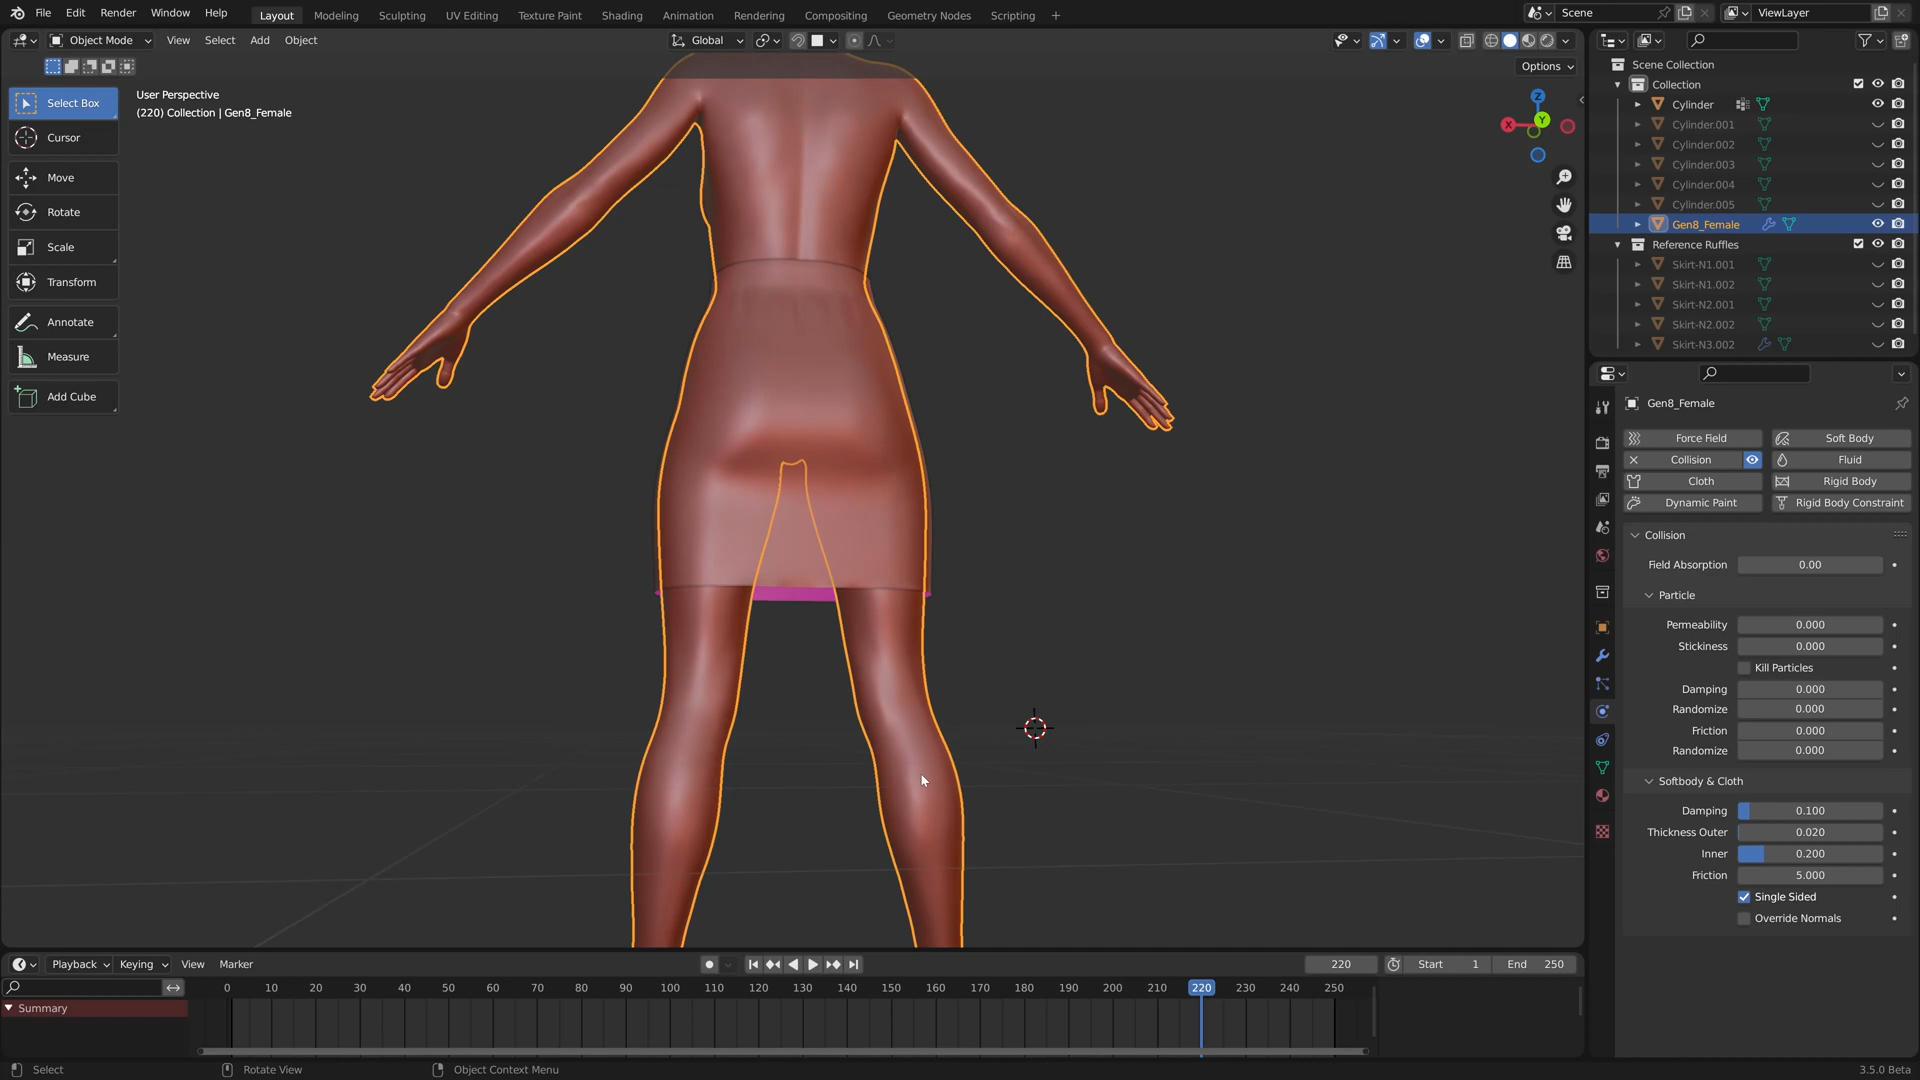 File Edit Render Window Help
Layout Modeling Sculpting UV Editing Texture Paint Shading Animation Rendering Compositing Geometry Nodes Scripting +
Scene
ViewLayer
Object Mode View Select Add Object
Global
Options
Select Box
Cursor
Move
Rotate
Scale
Transform
Annotate
Measure
Add Cube
User Perspective
(220) Collection | Gen8_Female
Z
Y
X
Scene Collection
Collection
Cylinder
Cylinder.001
Cylinder.002
Cylinder.003
Cylinder.004
Cylinder.005
Gen8_Female
Reference Ruffles
Skirt-N1.001
Skirt-N1.002
Skirt-N2.001
Skirt-N2.002
Skirt-N3.002
Gen8_Female
Force Field Soft Body
Collision Fluid
Cloth Rigid Body
Dynamic Paint Rigid Body Constraint
Collision
Field Absorption 0.00
Particle
Permeability 0.000
Stickiness 0.000
Kill Particles
Damping 0.000
Randomize 0.000
Friction 0.000
Randomize 0.000
Softbody & Cloth
Damping 0.100
Thickness Outer 0.020
Inner 0.200
Friction 5.000
Single Sided
Override Normals
Playback Keying View Marker
220 Start 1 End 250
0 10 20 30 40 50 60 70 80 90 100 110 120 130 140 150 160 170 180 190 200 210 220 230 240 250
Summary
Select Rotate View Object Context Menu 3.5.0 Beta